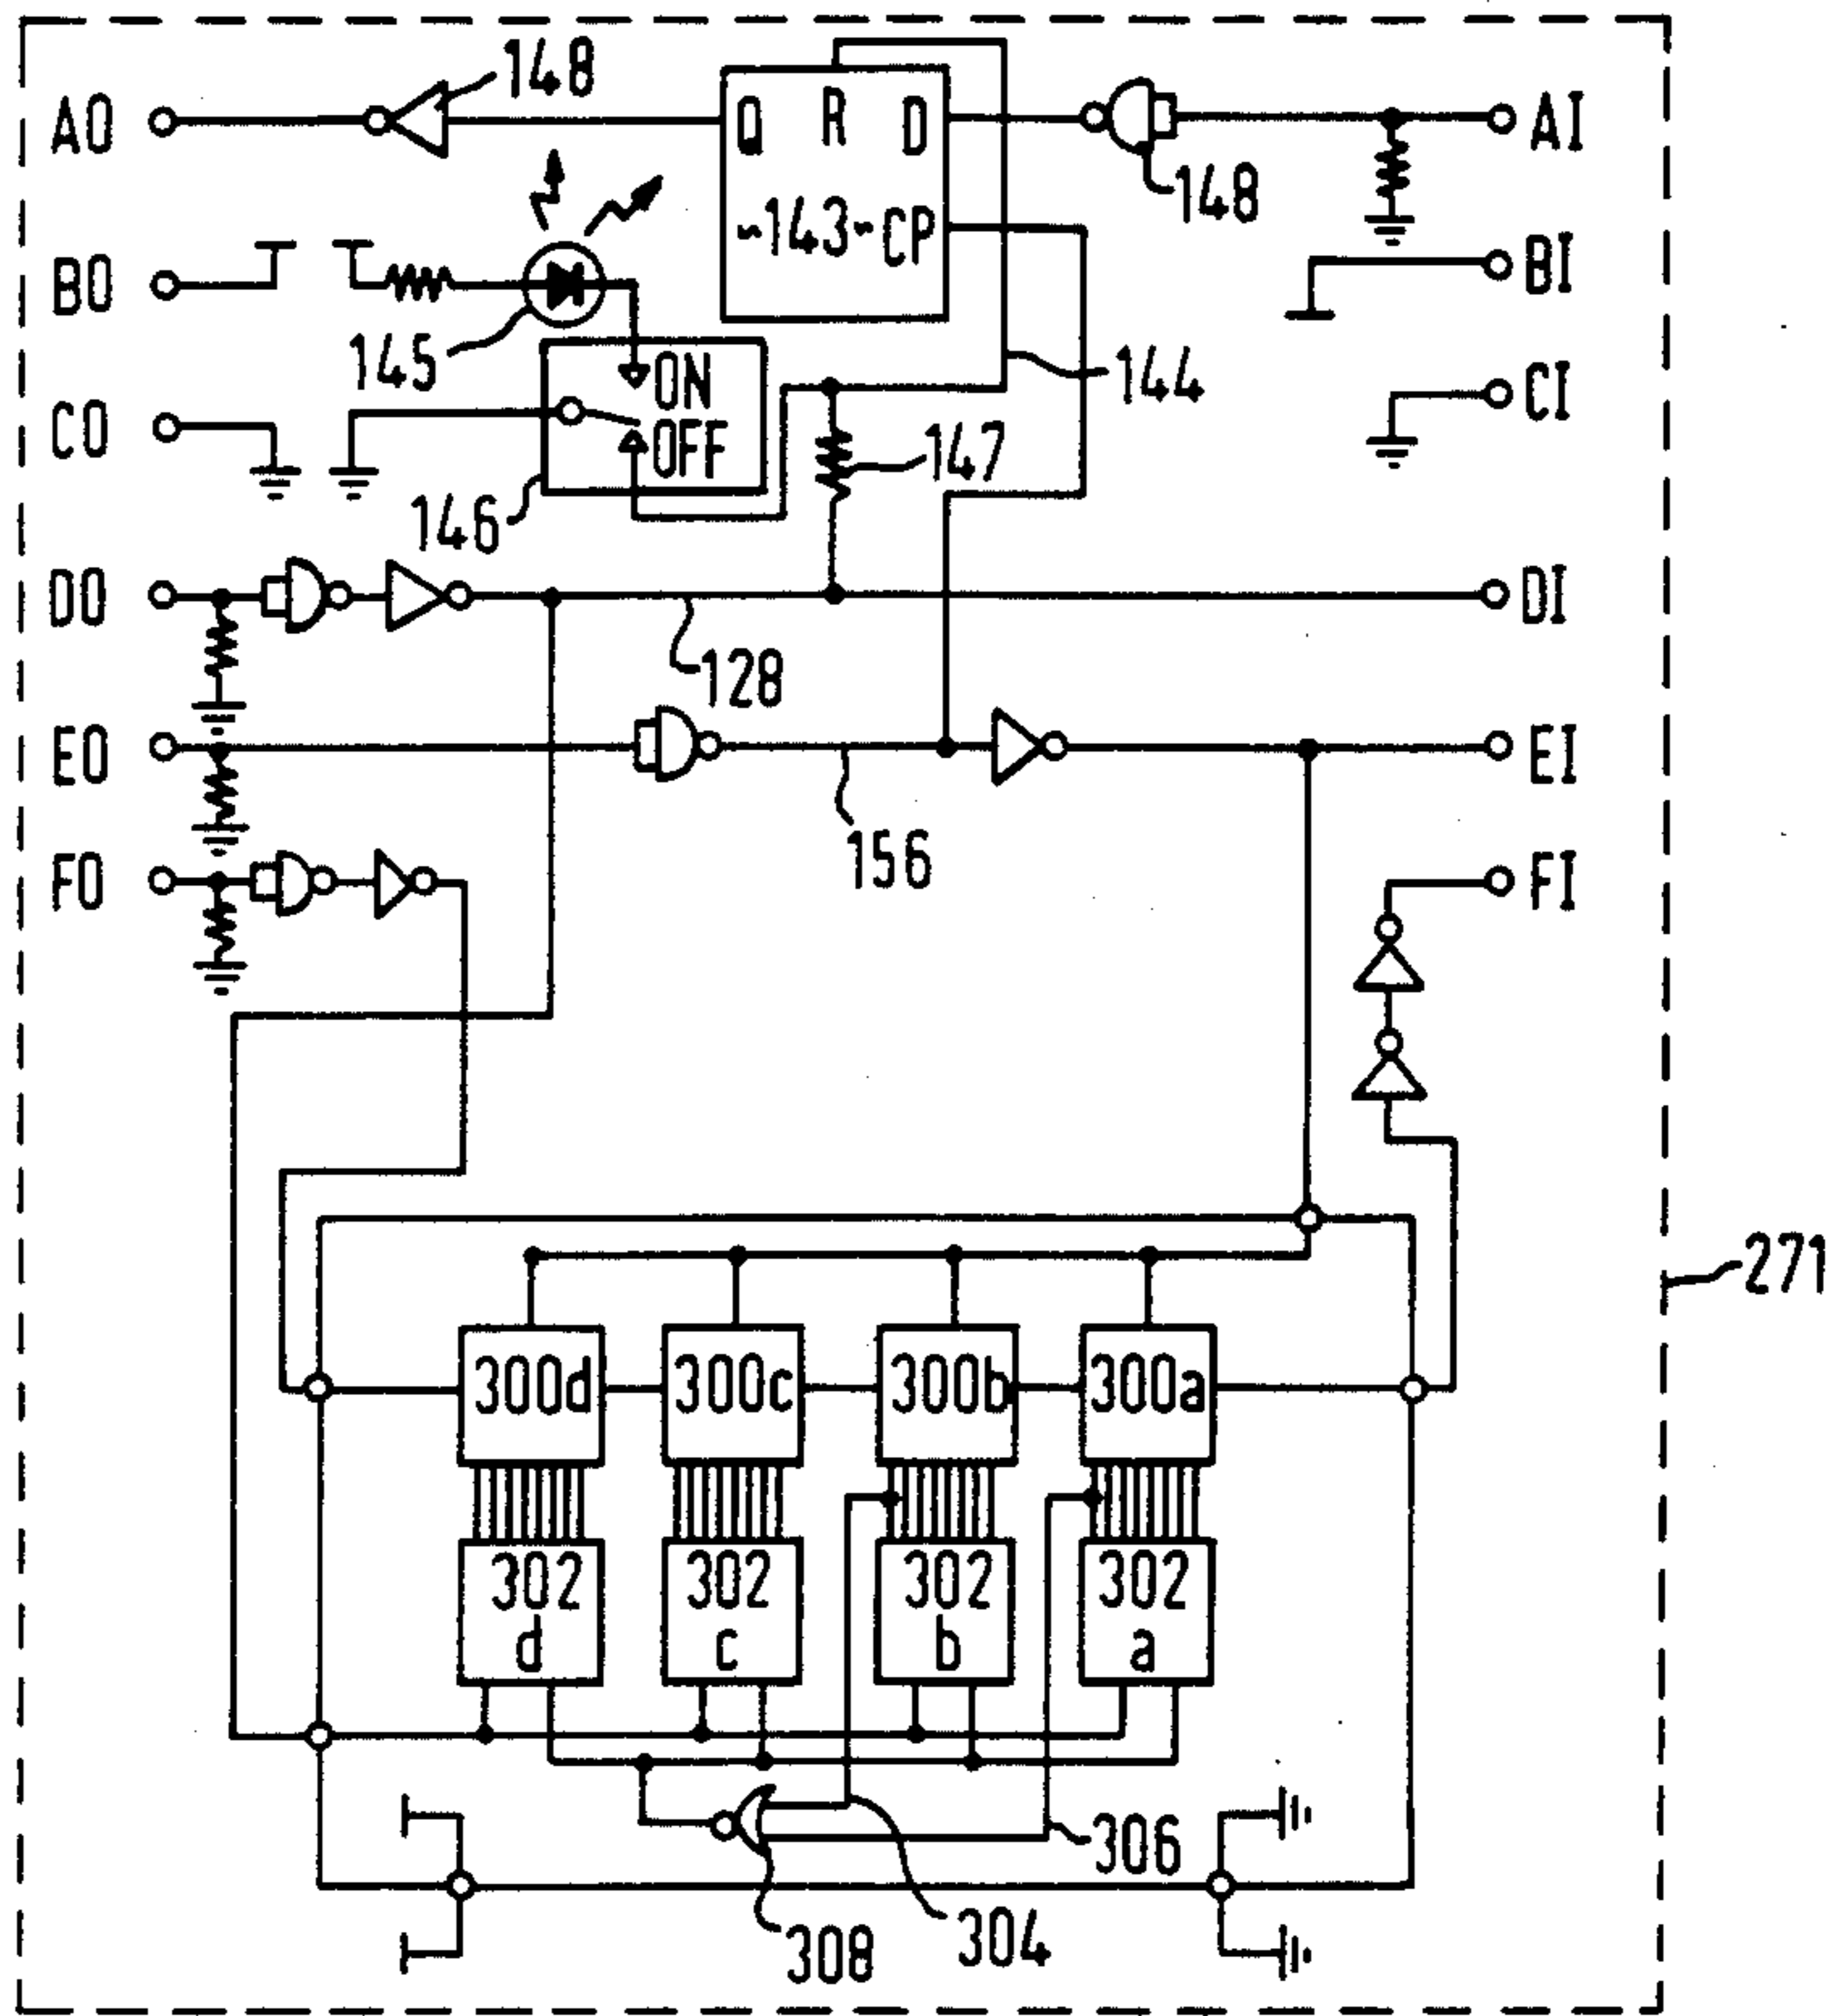 148
AO
Q R D
AI
148
~143~ CP
BO
BI
145
ON
OFF
144
CO
CI
147
146
DO
DI
128
EO
EI
156
FO
FI
271
300d
300c
300b
300a
302
d
302
c
302
b
302
a
306
308
304